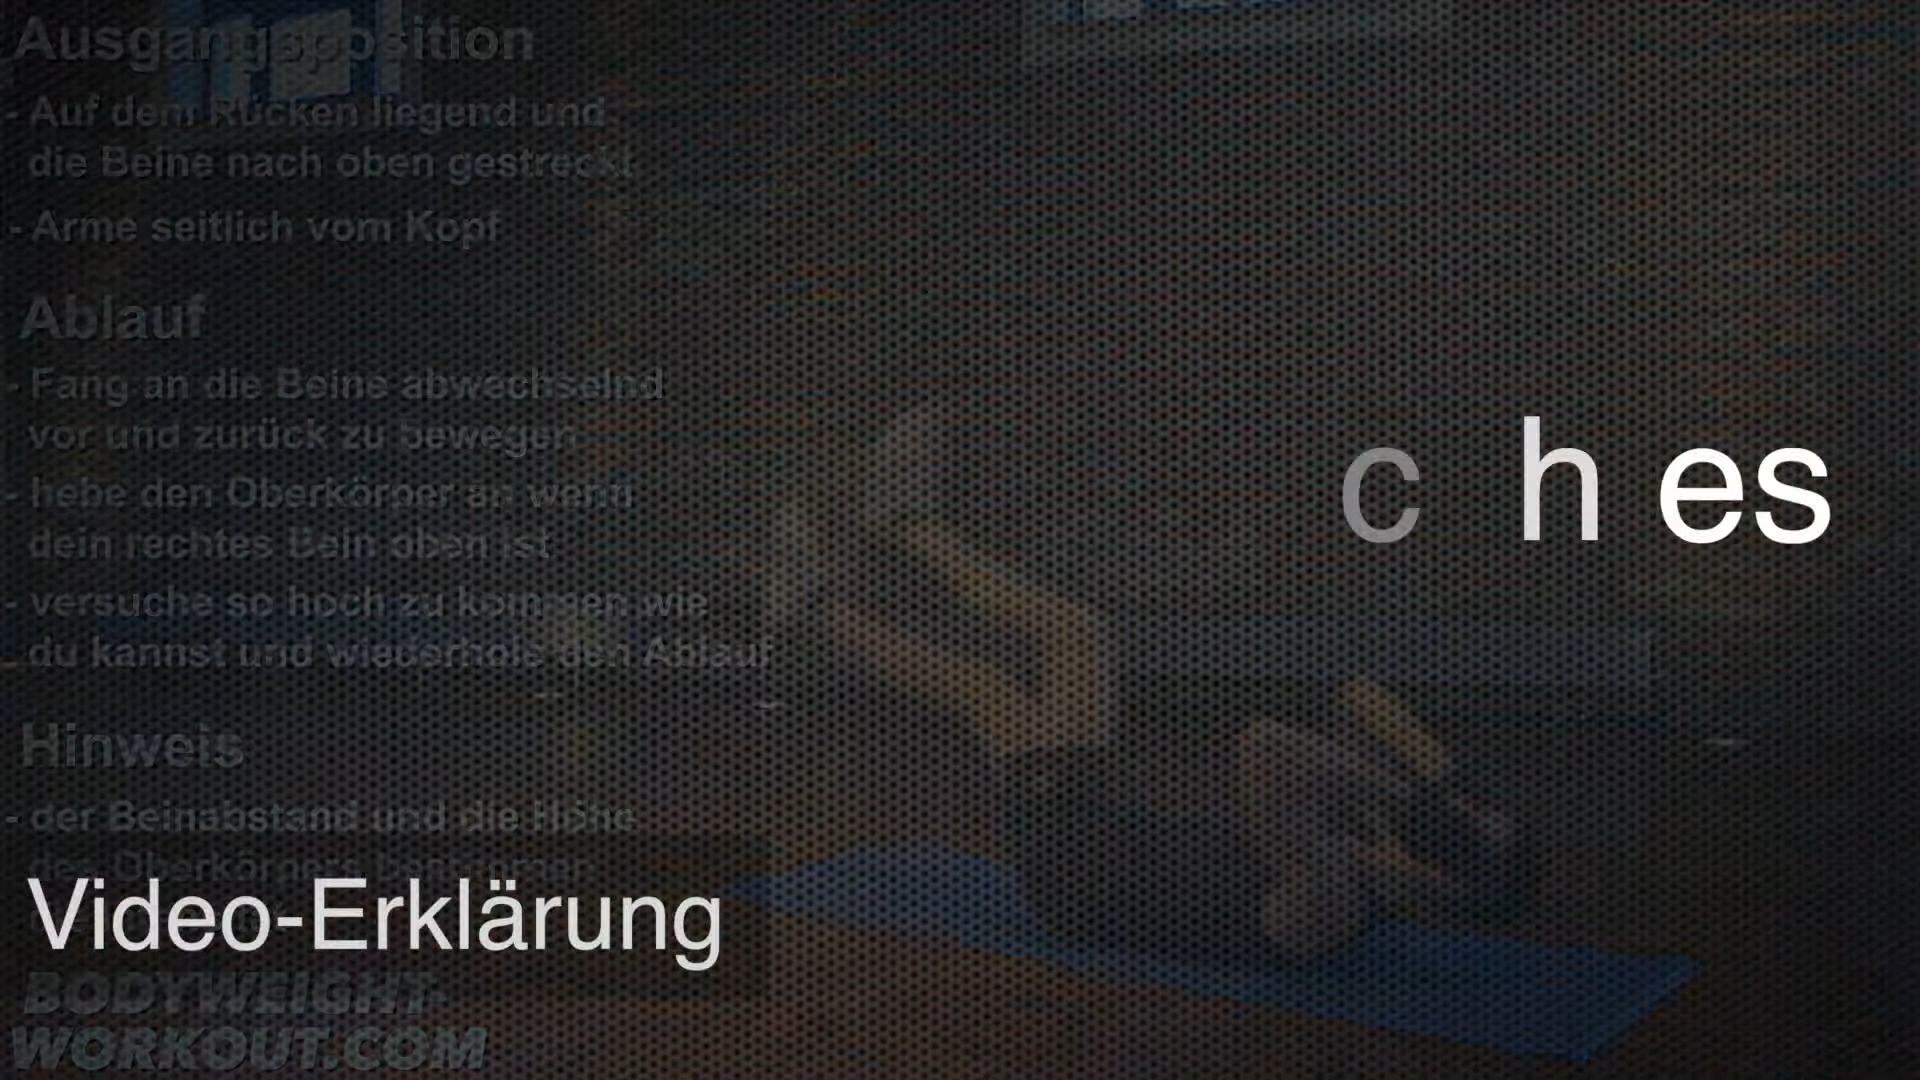 Ausgangsposition
- Auf dem Rücken liegend und
die Beine nach oben gestreckt
- Arme seitlich vom Kopf
Ablauf
- Fang an die Beine abwechselnd
vor und zurück zu bewegen
- hebe den Oberkörper an wenn
dein rechtes Bein oben ist
- versuche so hoch zu kommen wie
du kannst und wiederhole den Ablauf
c h es
Hinweis
- der Beinabstand und die Höhe
des Oberkörpers bestimmen
Video-Erklärung
BODYWEIGHT-
WORKOUT.COM